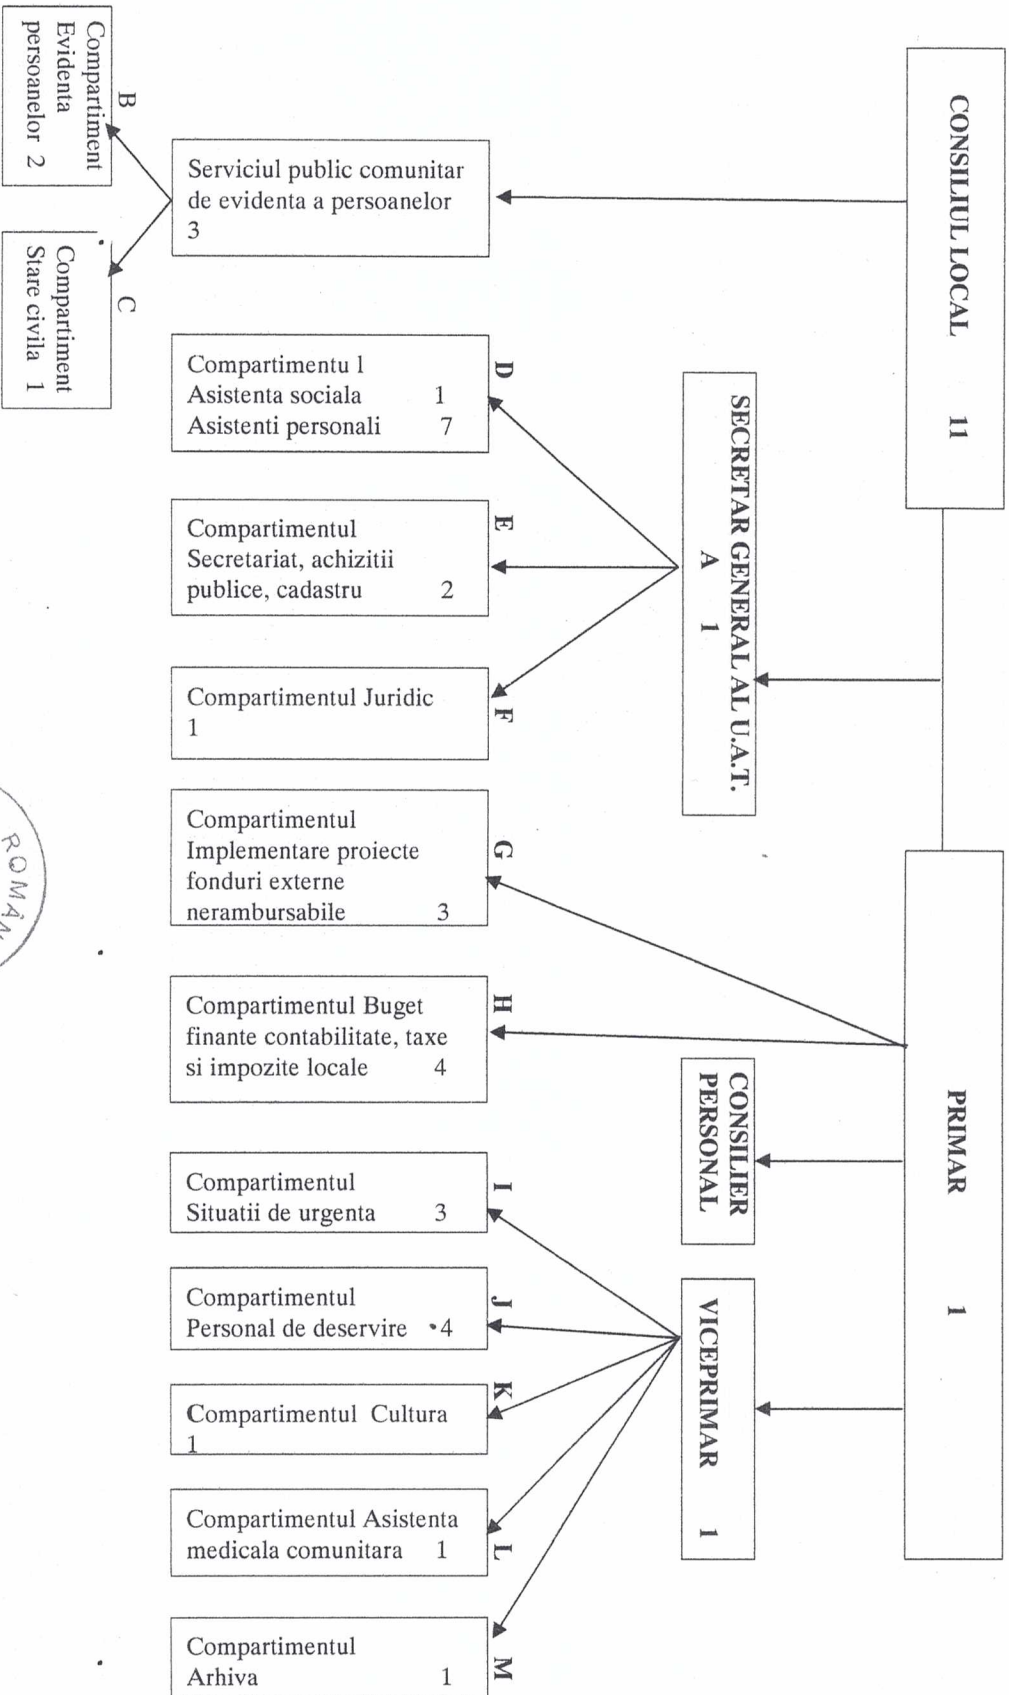 CONSILIUL LOCAL 11
PRIMAR 1
SECRETAR GENERAL AL U.A.T.
A 1
CONSILIER
PERSONAL
VICEPRIMAR 1
Serviciul public comunitar
de evidenta a persoanelor
3
B
Compartiment
Evidenta
persoanelor 2
C
Compartiment
Stare civila 1
D
Compartimentu l
Asistenta sociala 1
Asistenti personali 7
E
Compartimentul
Secretariat, achizitii
publice, cadastru 2
F
Compartimentul Juridic
1
G
Compartimentul
Implementare proiecte
fonduri externe
nerambursabile 3
H
Compartimentul Buget
finante contabilitate, taxe
si impozite locale 4
I
Compartimentul
Situatii de urgenta 3
J
Compartimentul
Personal de deservire 4
K
Compartimentul Cultura
1
L
Compartimentul Asistenta
medicala comunitara 1
M
Compartimentul
Arhiva 1